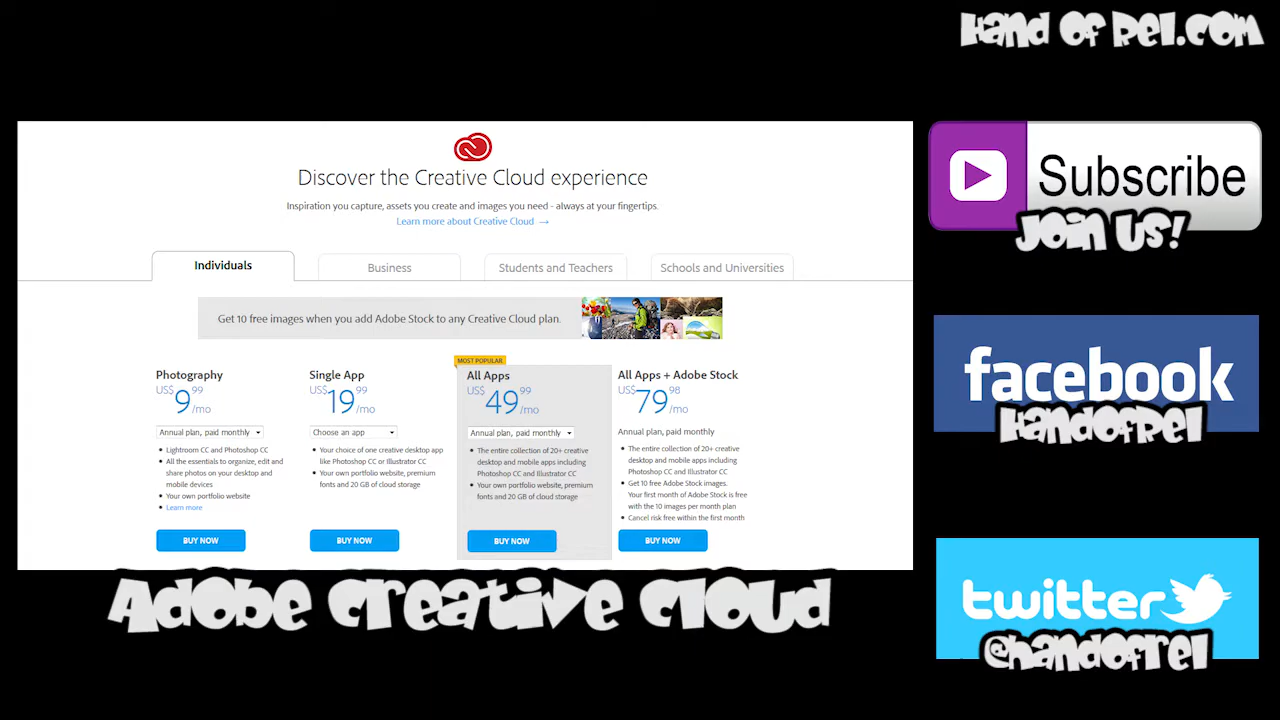 Hand Of Rei.com
Discover the Creative Cloud experience
Inspiration you capture, assets you create and images you need - always at your fingertips.
Learn more about Creative Cloud →
Individuals
Business
Students and Teachers
Schools and Universities
Get 10 free images when you add Adobe Stock to any Creative Cloud plan.
Photography
US$ 9 99 /mo
Annual plan, paid monthly
• Lightroom CC and Photoshop CC
• All the essentials to organize, edit and
share photos on your desktop and
mobile devices
• Your own portfolio website
• Learn more
BUY NOW
Single App
US$ 19 99 /mo
Choose an app
• Your choice of one creative desktop app
like Photoshop CC or Illustrator CC
• Your own portfolio website, premium
fonts and 20 GB of cloud storage
BUY NOW
MOST POPULAR
All Apps
US$ 49 99 /mo
Annual plan, paid monthly
• The entire collection of 20+ creative
desktop and mobile apps including
Photoshop CC and Illustrator CC
• Your own portfolio website, premium
fonts and 20 GB of cloud storage
BUY NOW
All Apps + Adobe Stock
US$ 79 98 /mo
Annual plan, paid monthly
• The entire collection of 20+ creative
desktop and mobile apps including
Photoshop CC and Illustrator CC
• Get 10 free Adobe Stock images.
Your first month of Adobe Stock is free
with the 10 images per month plan
• Cancel risk free within the first month
BUY NOW
Adobe Creative Cloud
Subscribe
Join Us!
facebook
HandofRei
twitter
@handofrei